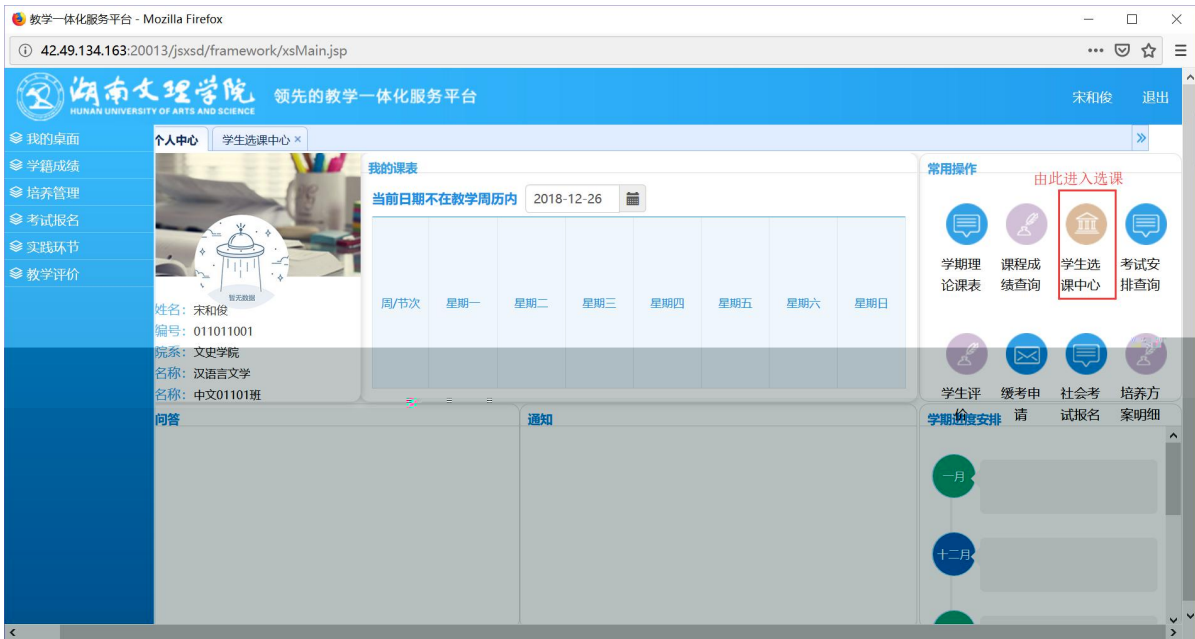 教学一体化服务平台 - Mozilla Firefox
42.49.134.163:20013/jsxsd/framework/xsMain.jsp
湖南文理学院
HUNAN UNIVERSITY OF ARTS AND SCIENCE
领先的教学一体化服务平台
宋和俊 退出
我的桌面
学籍成绩
培养管理
考试报名
实践环节
教学评价
个人中心 学生选课中心 ×
暂无数据
姓名：宋和俊
编号：011011001
院系：文史学院
名称：汉语言文学
名称：中文01101班
我的课表
当前日期不在教学周历内 2018-12-26
周/节次 星期一 星期二 星期三 星期四 星期五 星期六 星期日
常用操作
由此进入选课
学期理论课表
课程成绩查询
学生选课中心
考试安排查询
学生评价
缓考申请
社会考试报名
培养方案明细
问答
通知
学期进度安排
一月
十二月